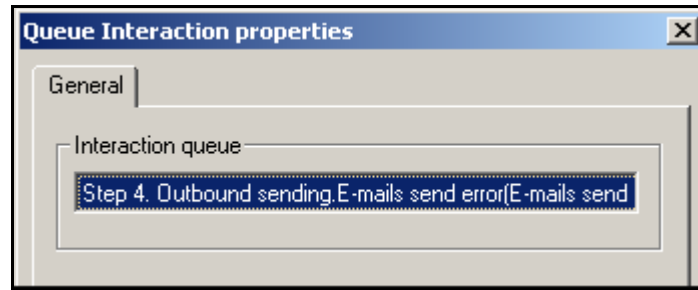 Queue Interaction properties
General
Interaction queue
Step 4. Outbound sending.E-mails send error(E-mails send